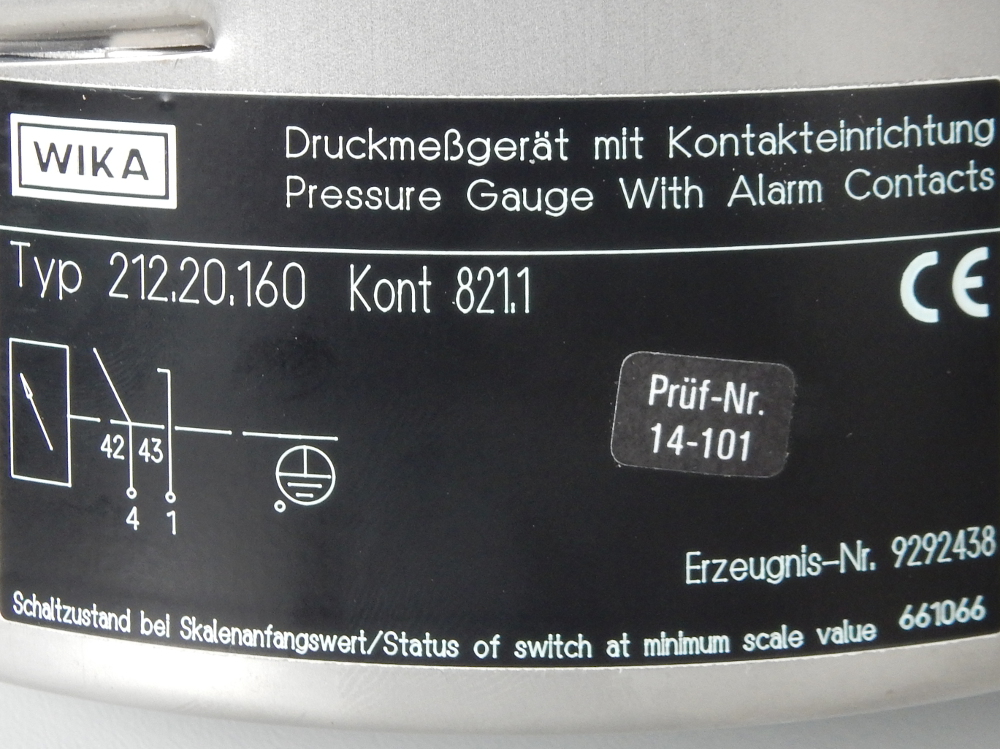 WIKA
Druckmeßgerät mit Kontakteinrichtung
Pressure Gauge With Alarm Contacts
Typ 212.20.160 Kont 821.1
CE
Prüf-Nr.
14-101
42 43
4 1
Erzeugnis-Nr. 9292438
Schaltzustand bei Skalenanfangswert/Status of switch at minimum scale value 661066